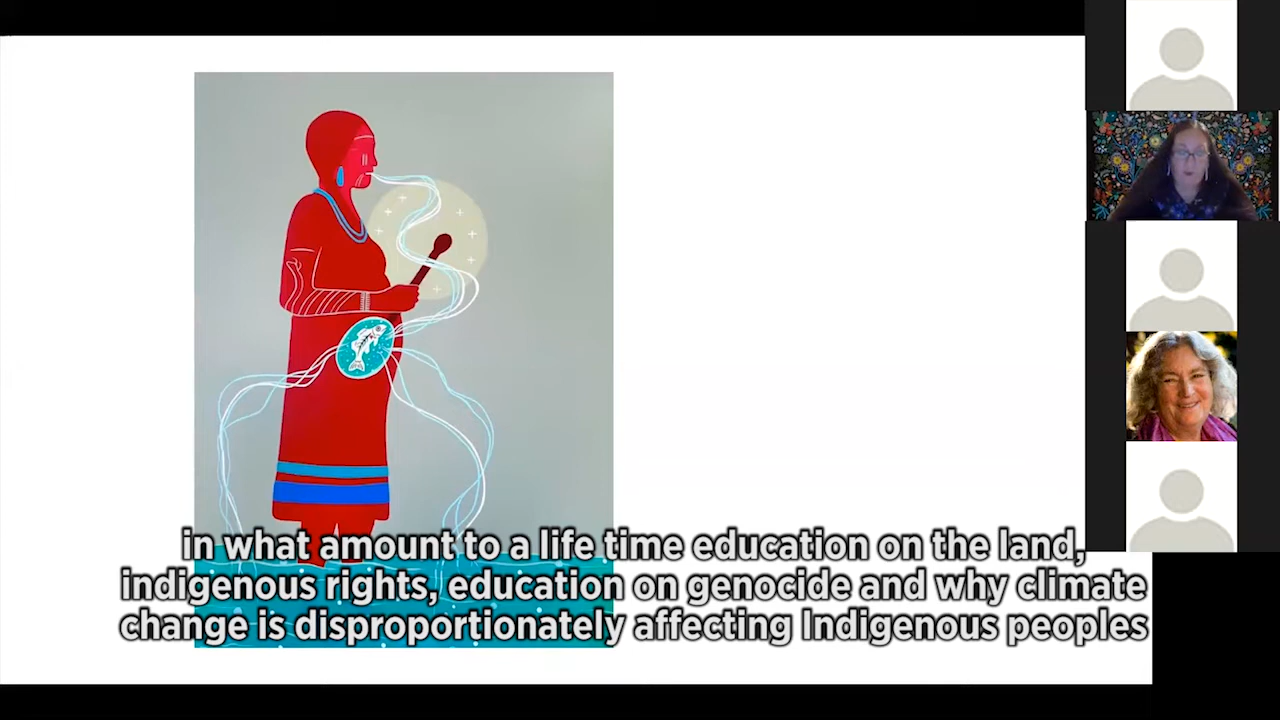 in what amount to a life time education on the land,
indigenous rights, education on genocide and why climate
change is disproportionately affecting Indigenous peoples